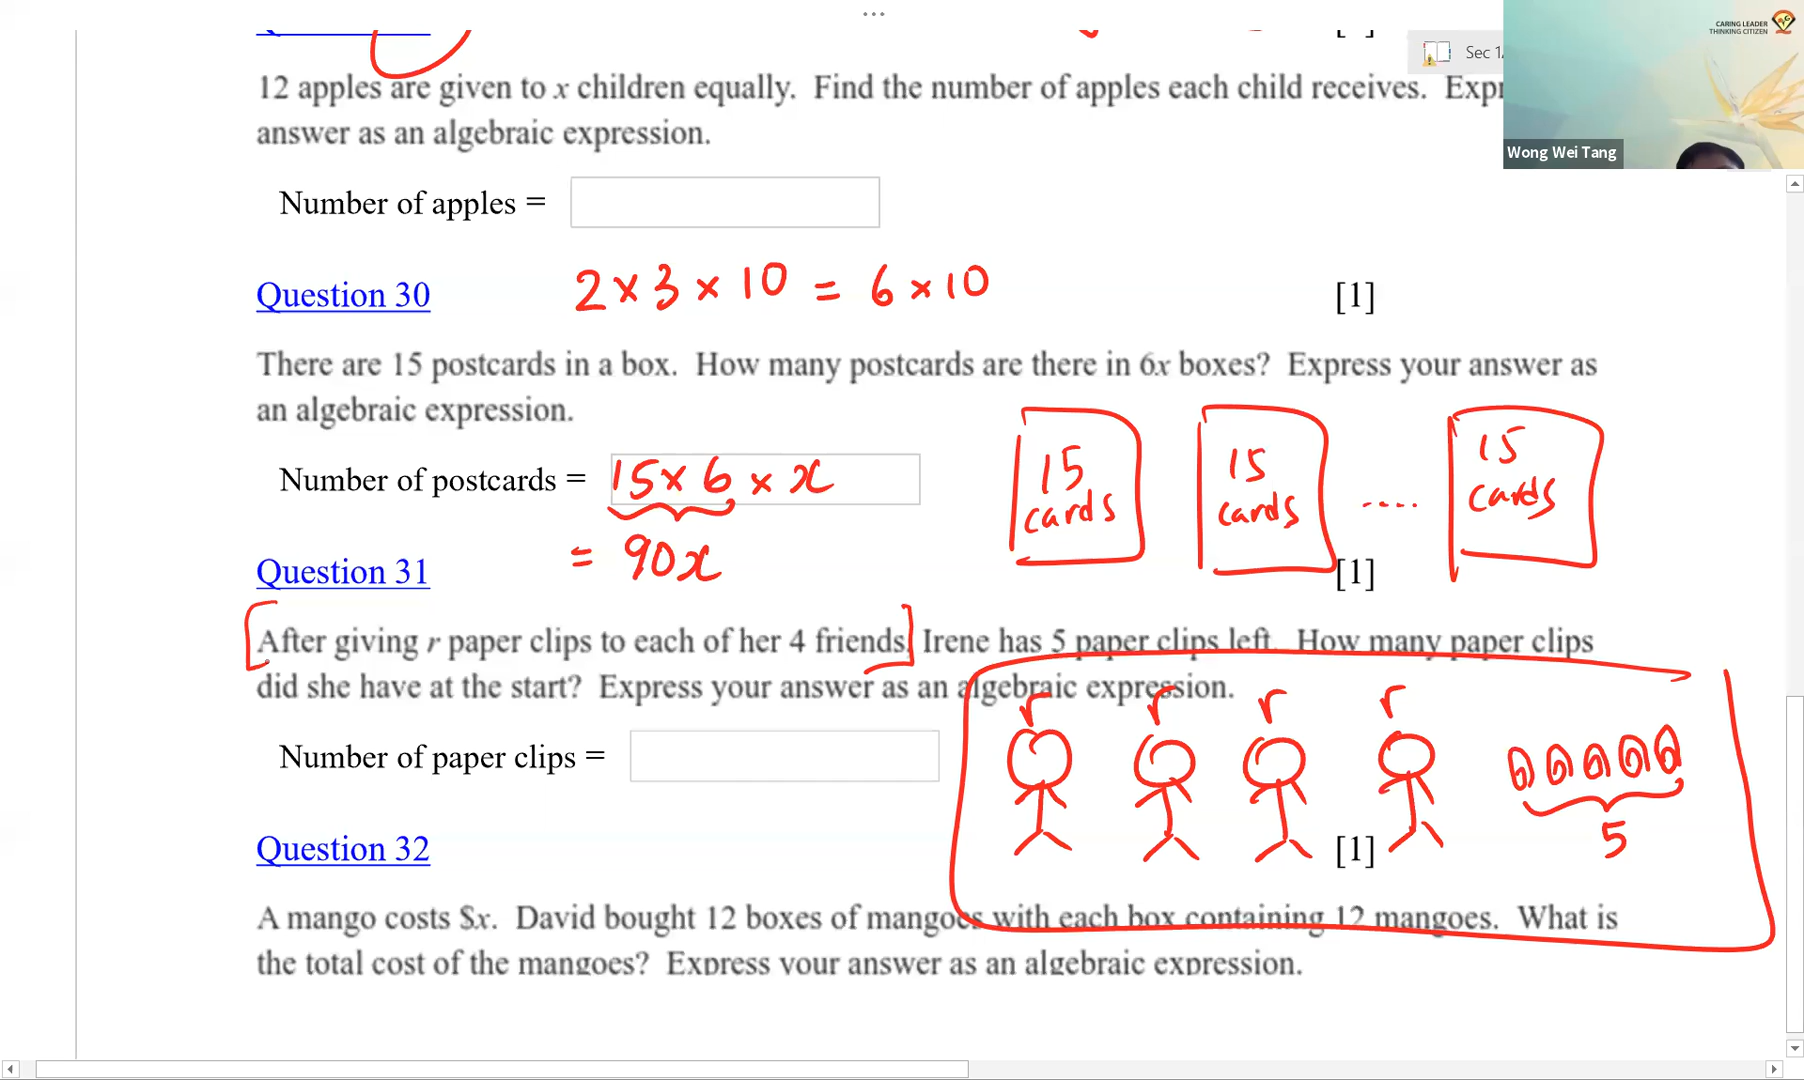 ...
CARING LEADER
THINKING CITIZEN
Sec 1
Wong Wei Tang
12 apples are given to x children equally. Find the number of apples each child receives.
answer as an algebraic expression.
Number of apples =
Question 30 2 × 3 × 10 = 6 × 10 [1]
There are 15 postcards in a box. How many postcards are there in 6x boxes? Express your answer as
an algebraic expression.
Number of postcards = 15 × 6 × x
= 90x
15 cards
15 cards
....
15 cards
Question 31 [1]
After giving r paper clips to each of her 4 friends, Irene has 5 paper clips left. How many paper clips
did she have at the start? Express your answer as an algebraic expression.
r r r r
Number of paper clips =
5
Question 32 [1]
A mango costs $x. David bought 12 boxes of mangoes with each box containing 12 mangoes. What is
the total cost of the mangoes? Express your answer as an algebraic expression.